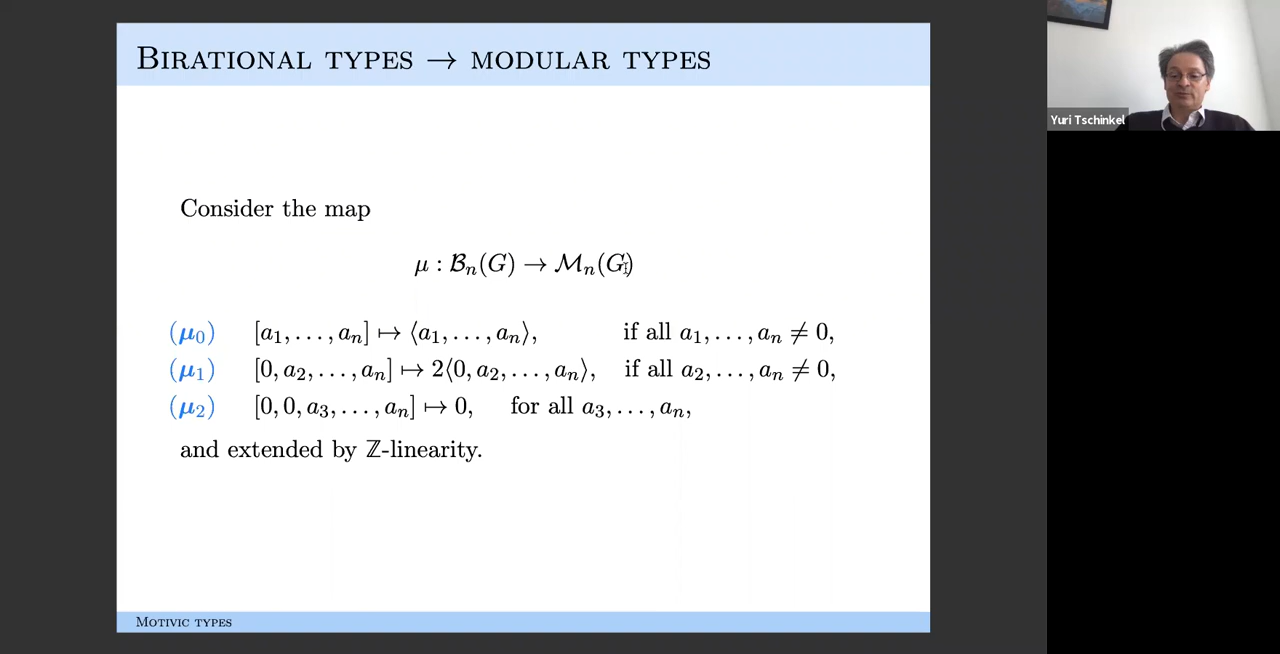 BIRATIONAL TYPES → MODULAR TYPES
Yuri Tschinkel
Consider the map
μ : ℬₙ(G) → ℳₙ(G)
(μ₀) [a₁, . . . , aₙ] ↦ ⟨a₁, . . . , aₙ⟩, if all a₁, . . . , aₙ ≠ 0,
(μ₁) [0, a₂, . . . , aₙ] ↦ 2⟨0, a₂, . . . , aₙ⟩, if all a₂, . . . , aₙ ≠ 0,
(μ₂) [0, 0, a₃, . . . , aₙ] ↦ 0, for all a₃, . . . , aₙ,
and extended by ℤ-linearity.
MOTIVIC TYPES